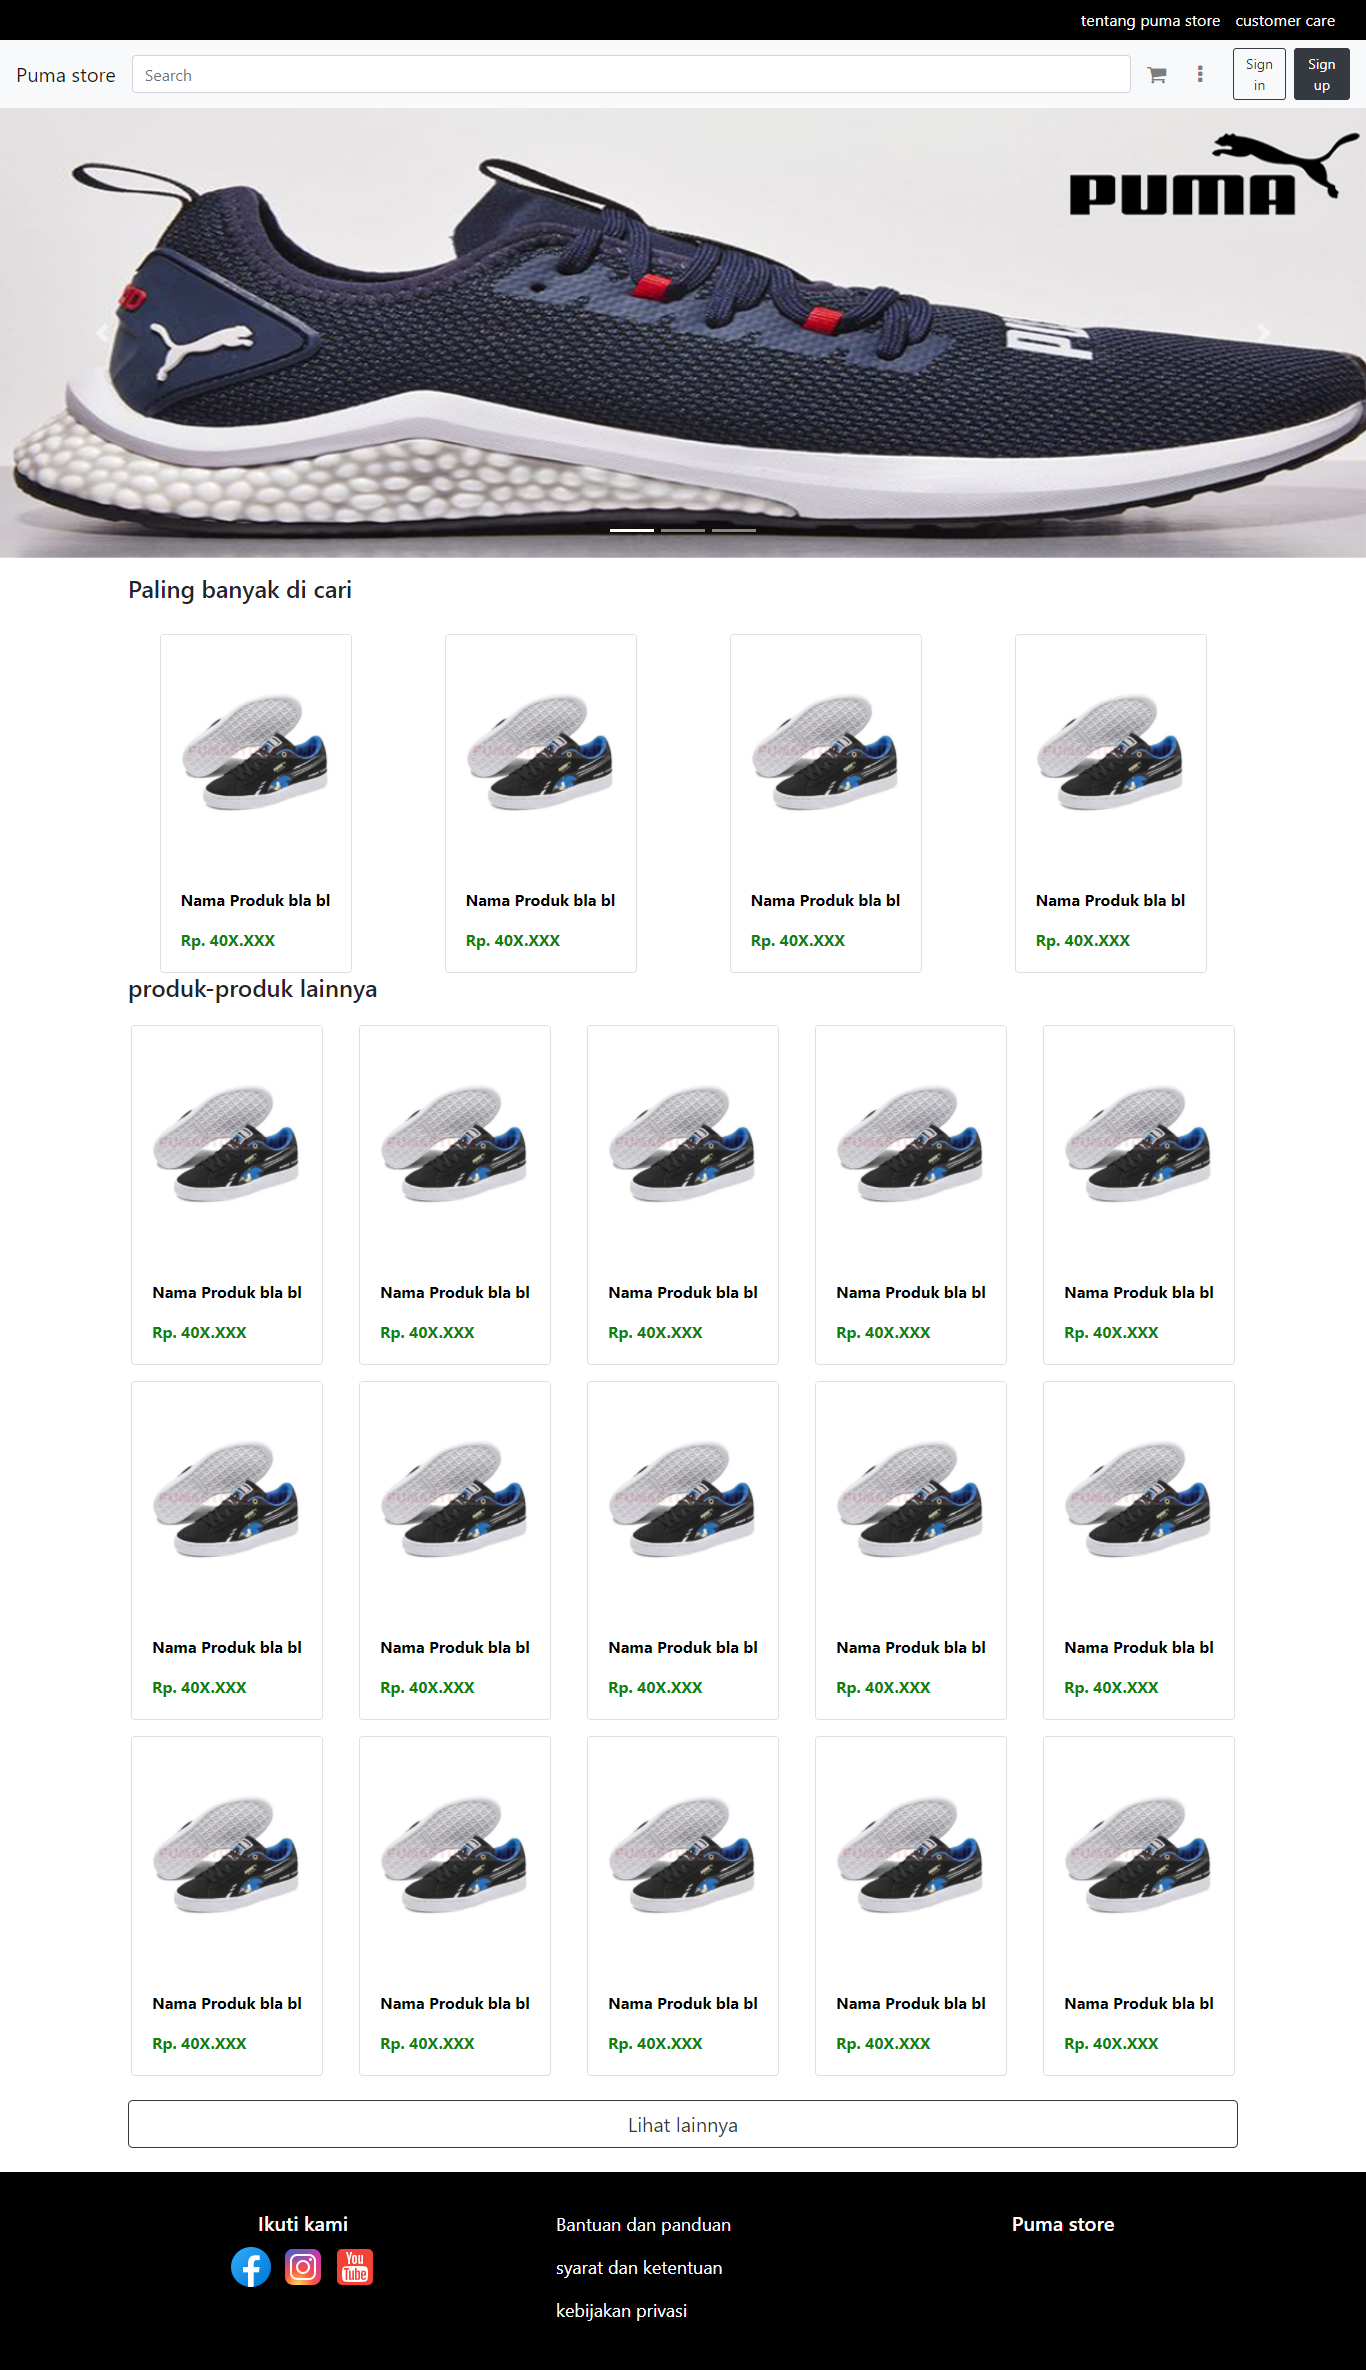 tentang puma store customer care
Puma store
Search
Sign
in
Sign
up
PUMA
Paling banyak di cari
Nama Produk bla bl
Rp. 40X.XXX
Nama Produk bla bl
Rp. 40X.XXX
Nama Produk bla bl
Rp. 40X.XXX
Nama Produk bla bl
Rp. 40X.XXX
produk-produk lainnya
Nama Produk bla bl
Rp. 40X.XXX
Nama Produk bla bl
Rp. 40X.XXX
Nama Produk bla bl
Rp. 40X.XXX
Nama Produk bla bl
Rp. 40X.XXX
Nama Produk bla bl
Rp. 40X.XXX
Nama Produk bla bl
Rp. 40X.XXX
Nama Produk bla bl
Rp. 40X.XXX
Nama Produk bla bl
Rp. 40X.XXX
Nama Produk bla bl
Rp. 40X.XXX
Nama Produk bla bl
Rp. 40X.XXX
Nama Produk bla bl
Rp. 40X.XXX
Nama Produk bla bl
Rp. 40X.XXX
Nama Produk bla bl
Rp. 40X.XXX
Nama Produk bla bl
Rp. 40X.XXX
Nama Produk bla bl
Rp. 40X.XXX
Lihat lainnya
Ikuti kami
You
Tube
Bantuan dan panduan
syarat dan ketentuan
kebijakan privasi
Puma store